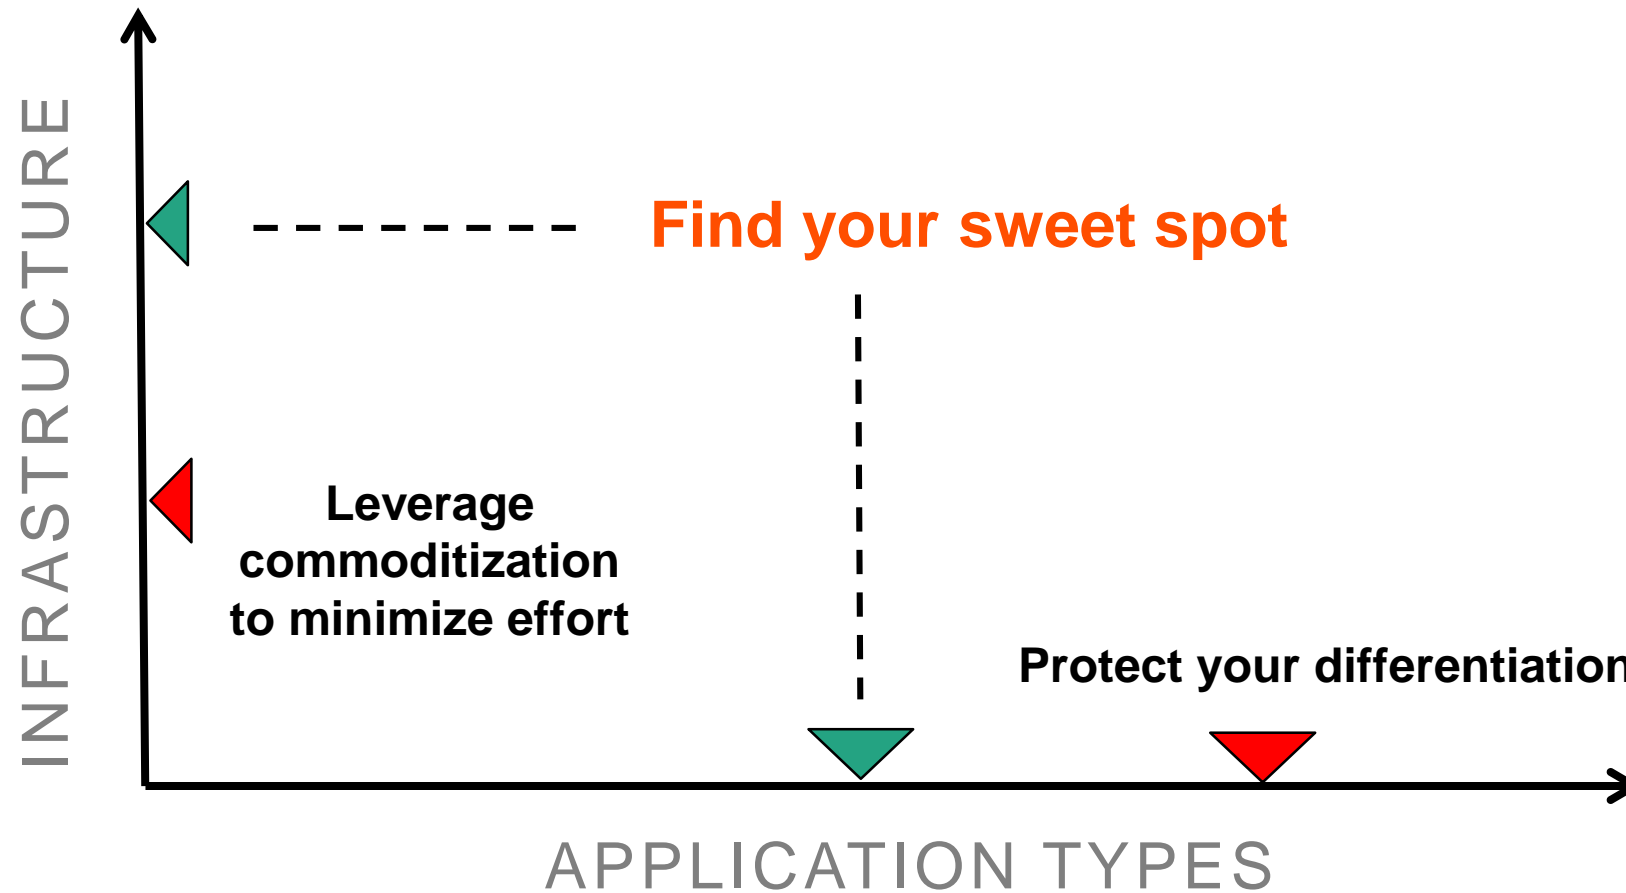 INFRASTRUCTURE
Find your sweet spot
Leverage
commoditization
to minimize effort
Protect your differentiation
APPLICATION TYPES